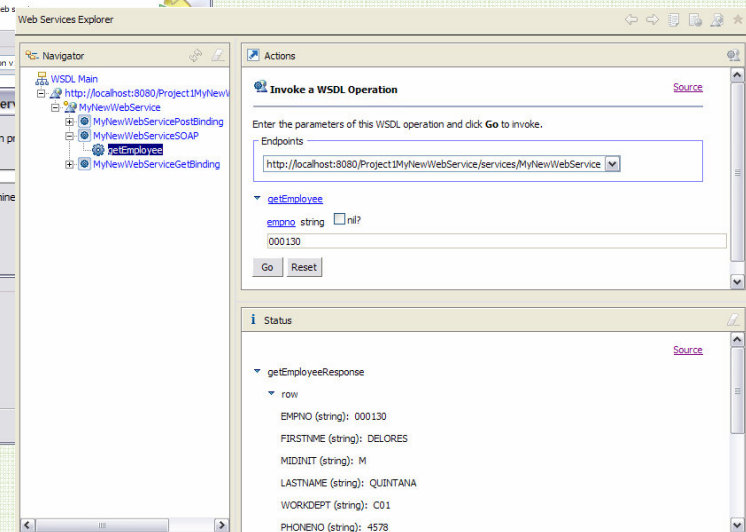 Web Services Explorer
Navigator
WSDL Main
http://localhost:8080/Project1MyNewW
MyNewWebService
MyNewWebServicePostBinding
MyNewWebServiceSOAP
getEmployee
MyNewWebServiceGetBinding
Actions
Invoke a WSDL Operation
Source
Enter the parameters of this WSDL operation and click Go to invoke.
Endpoints
http://localhost:8080/Project1MyNewWebService/services/MyNewWebService
getEmployee
empno string nil?
000130
Go Reset
i Status
Source
getEmployeeResponse
row
EMPNO (string): 000130
FIRSTNME (string): DELORES
MIDINIT (string): M
LASTNAME (string): QUINTANA
WORKDEPT (string): C01
PHONENO (string): 4578